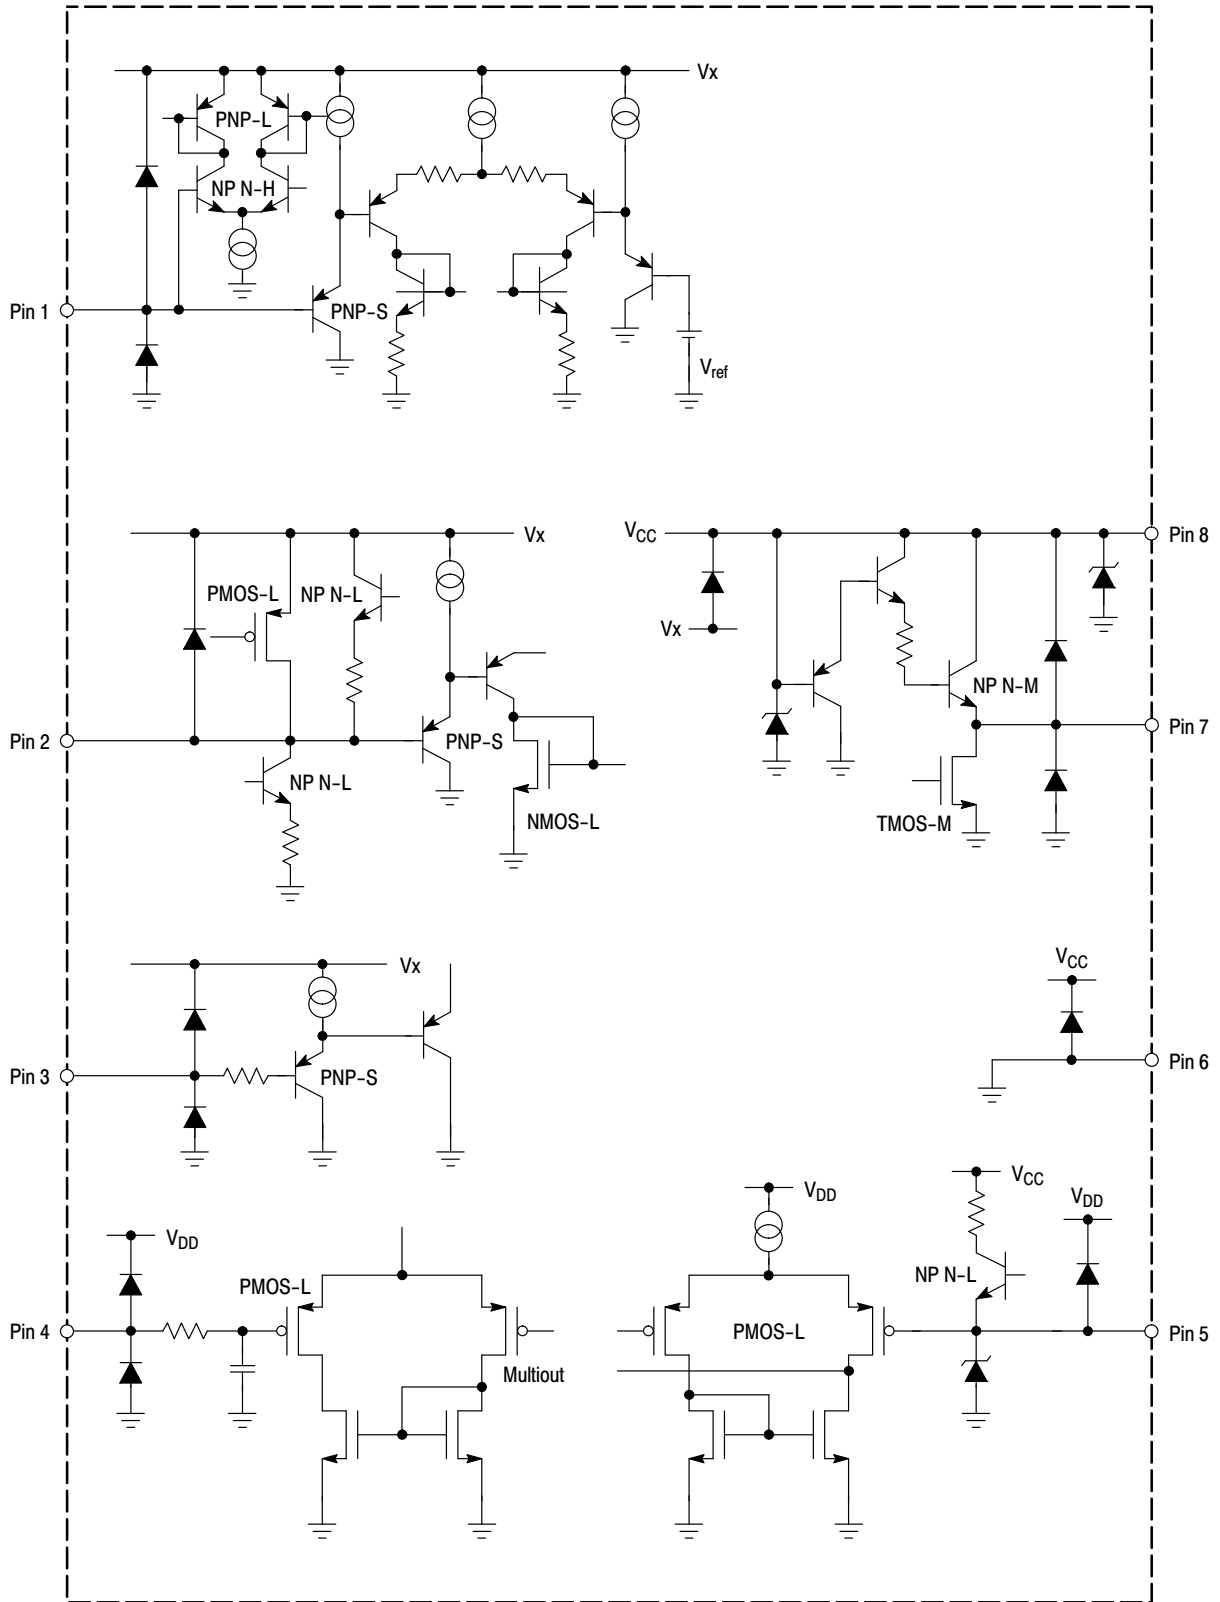 Vx
PNP-L
NP N-H
Pin 1
PNP-S
Vref
Vx
VCC
Pin 8
PMOS-L
NP N-L
Vx
NP N-M
Pin 7
Pin 2
PNP-S
NP N-L
NMOS-L
TMOS-M
Vx
VCC
Pin 3
PNP-S
Pin 6
VDD
VCC
VDD
VDD
NP N-L
PMOS-L
Pin 4
PMOS-L
Pin 5
Multiout